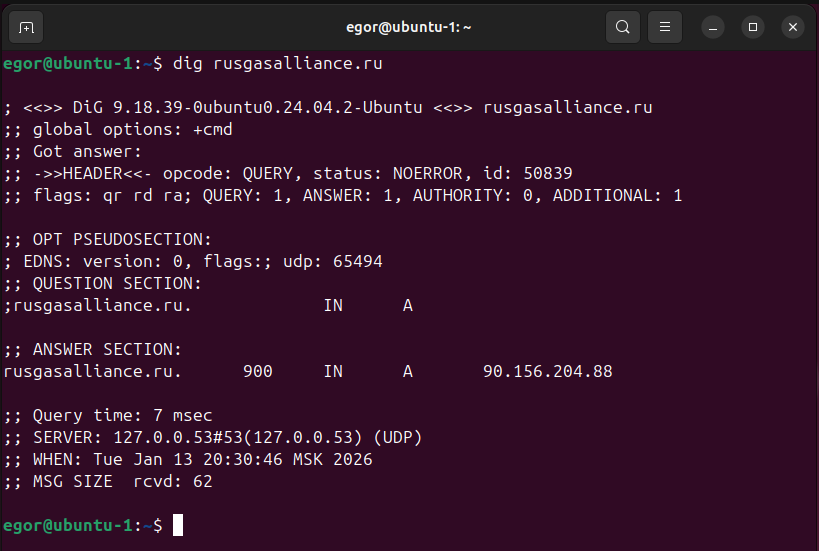 egor@ubuntu-1: ~
egor@ubuntu-1:~$ dig rusgasalliance.ru

; <<>> DiG 9.18.39-0ubuntu0.24.04.2-Ubuntu <<>> rusgasalliance.ru
;; global options: +cmd
;; Got answer:
;; ->>HEADER<<- opcode: QUERY, status: NOERROR, id: 50839
;; flags: qr rd ra; QUERY: 1, ANSWER: 1, AUTHORITY: 0, ADDITIONAL: 1

;; OPT PSEUDOSECTION:
; EDNS: version: 0, flags:; udp: 65494
;; QUESTION SECTION:
;rusgasalliance.ru.		IN	A

;; ANSWER SECTION:
rusgasalliance.ru.	900	IN	A	90.156.204.88

;; Query time: 7 msec
;; SERVER: 127.0.0.53#53(127.0.0.53) (UDP)
;; WHEN: Tue Jan 13 20:30:46 MSK 2026
;; MSG SIZE  rcvd: 62

egor@ubuntu-1:~$